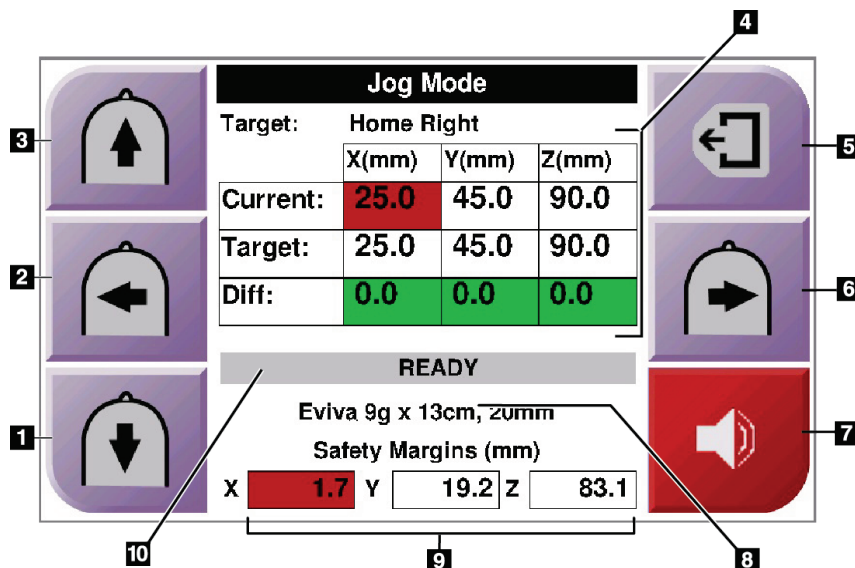 4
Jog Mode
Target: Home Right
3
5
X(mm) Y(mm) Z(mm)
Current: 25.0 45.0 90.0
Target: 25.0 45.0 90.0
2
6
Diff: 0.0 0.0 0.0
READY
Eviva 9g x 13cm, 20mm
1
7
Safety Margins (mm)
X 1.7 Y 19.2 Z 83.1
10
9
8